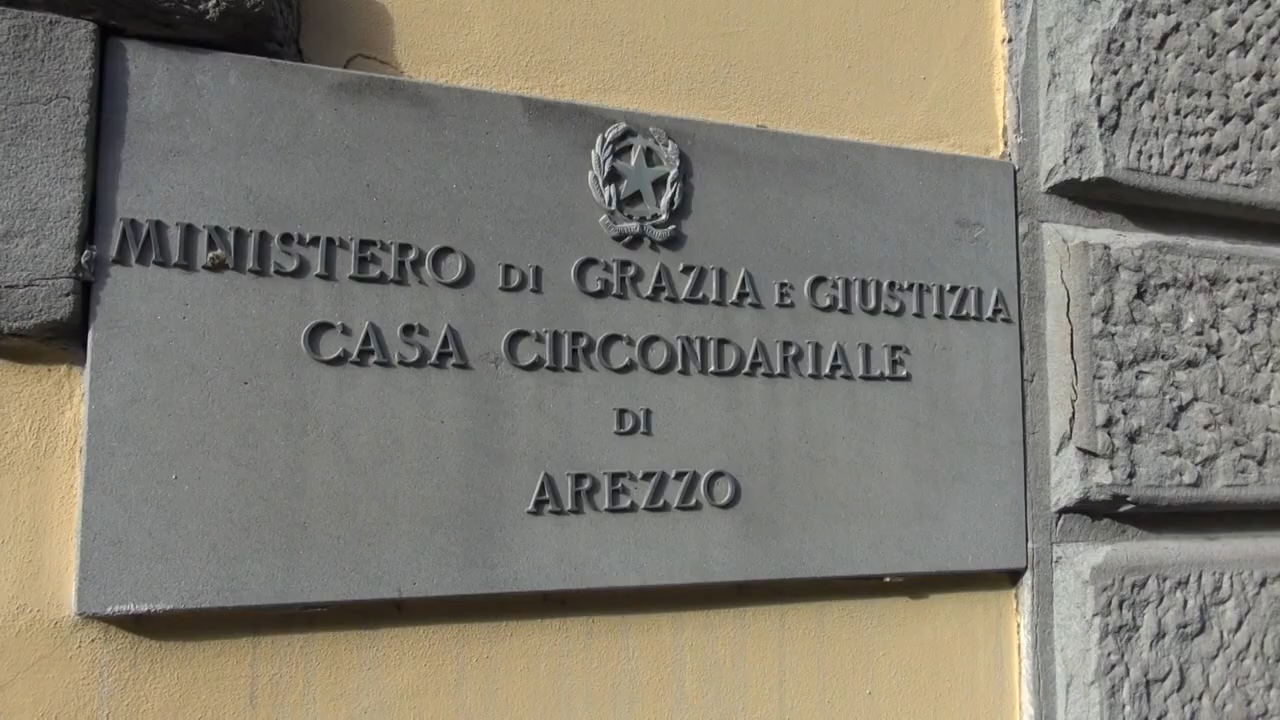 MINISTERO DI GRAZIA E GIUSTIZIA
CASA CIRCONDARIALE
DI
AREZZO